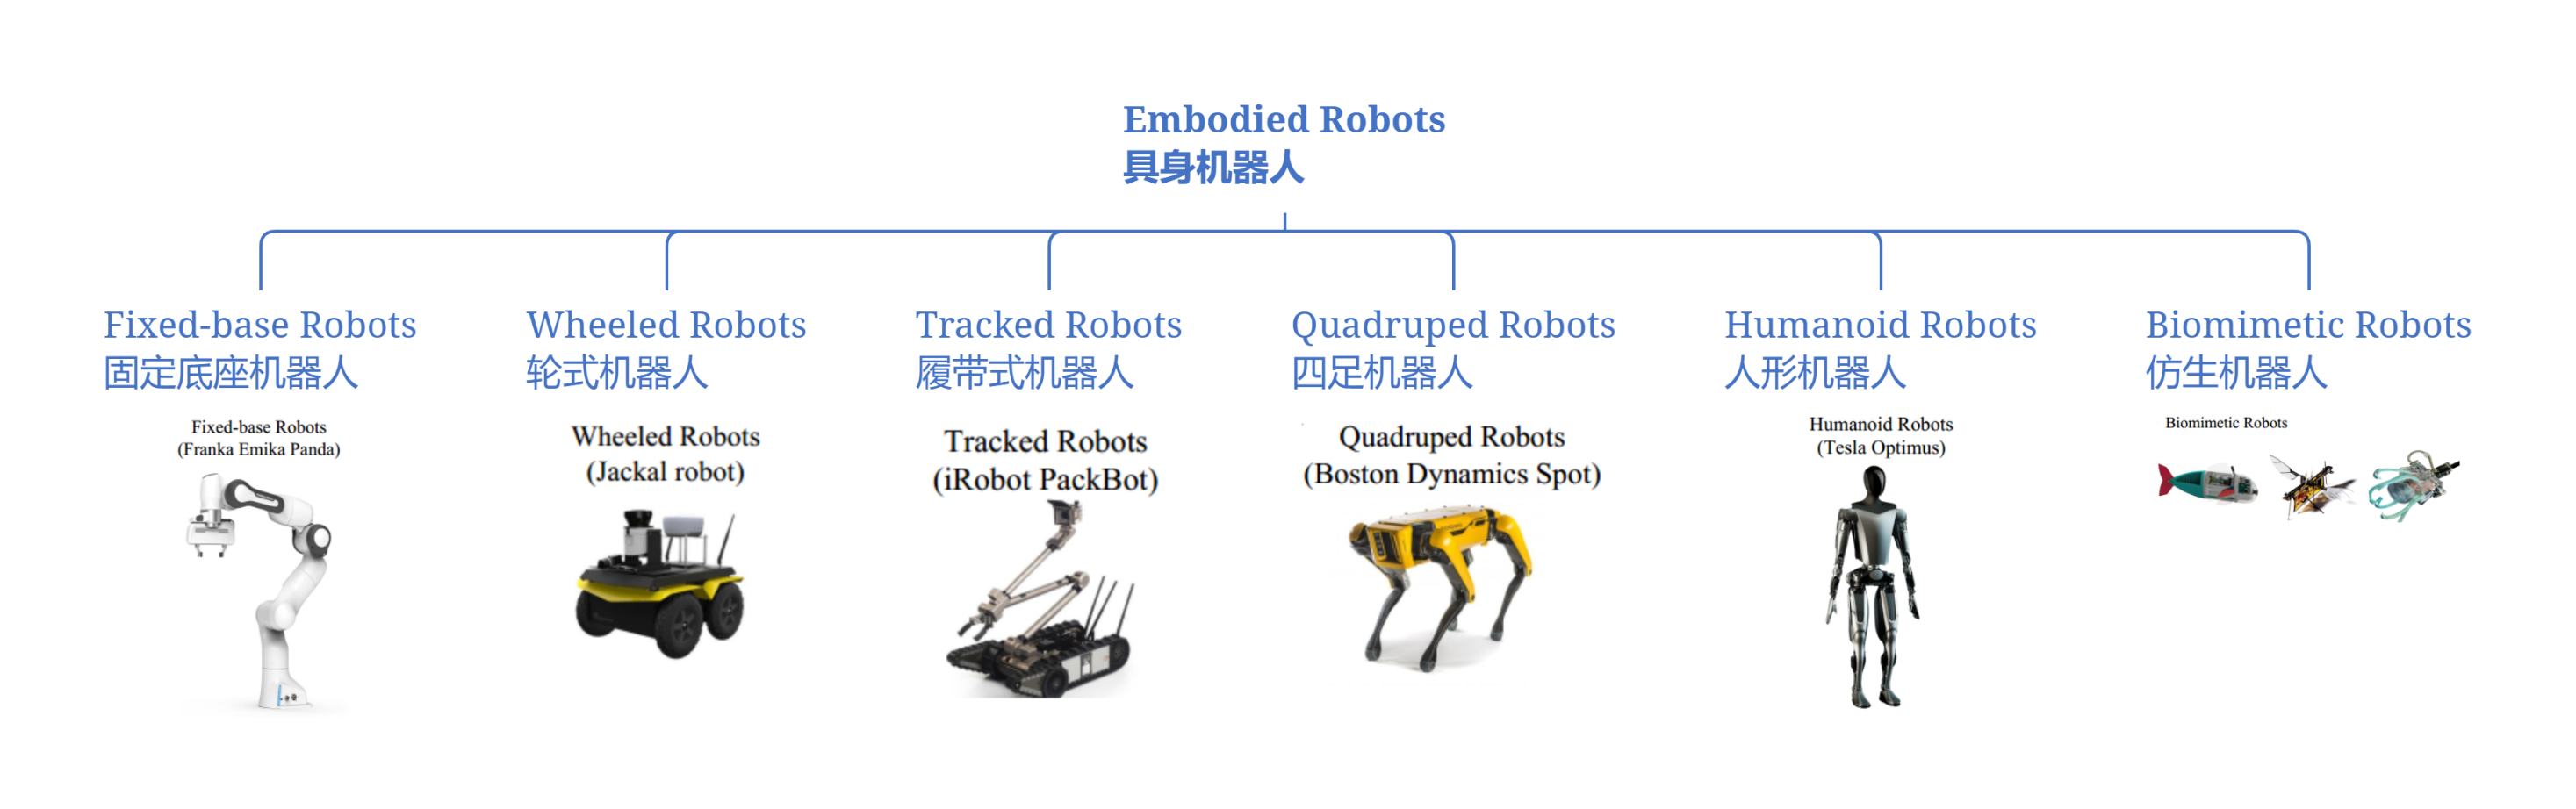 Embodied Robots
具身机器人
Fixed-base Robots
固定底座机器人
Fixed-base Robots
(Franka Emika Panda)
Wheeled Robots
轮式机器人
Wheeled Robots
(Jackal robot)
Tracked Robots
履带式机器人
Tracked Robots
(iRobot PackBot)
Quadruped Robots
四足机器人
Quadruped Robots
(Boston Dynamics Spot)
Humanoid Robots
人形机器人
Humanoid Robots
(Tesla Optimus)
Biomimetic Robots
仿生机器人
Biomimetic Robots